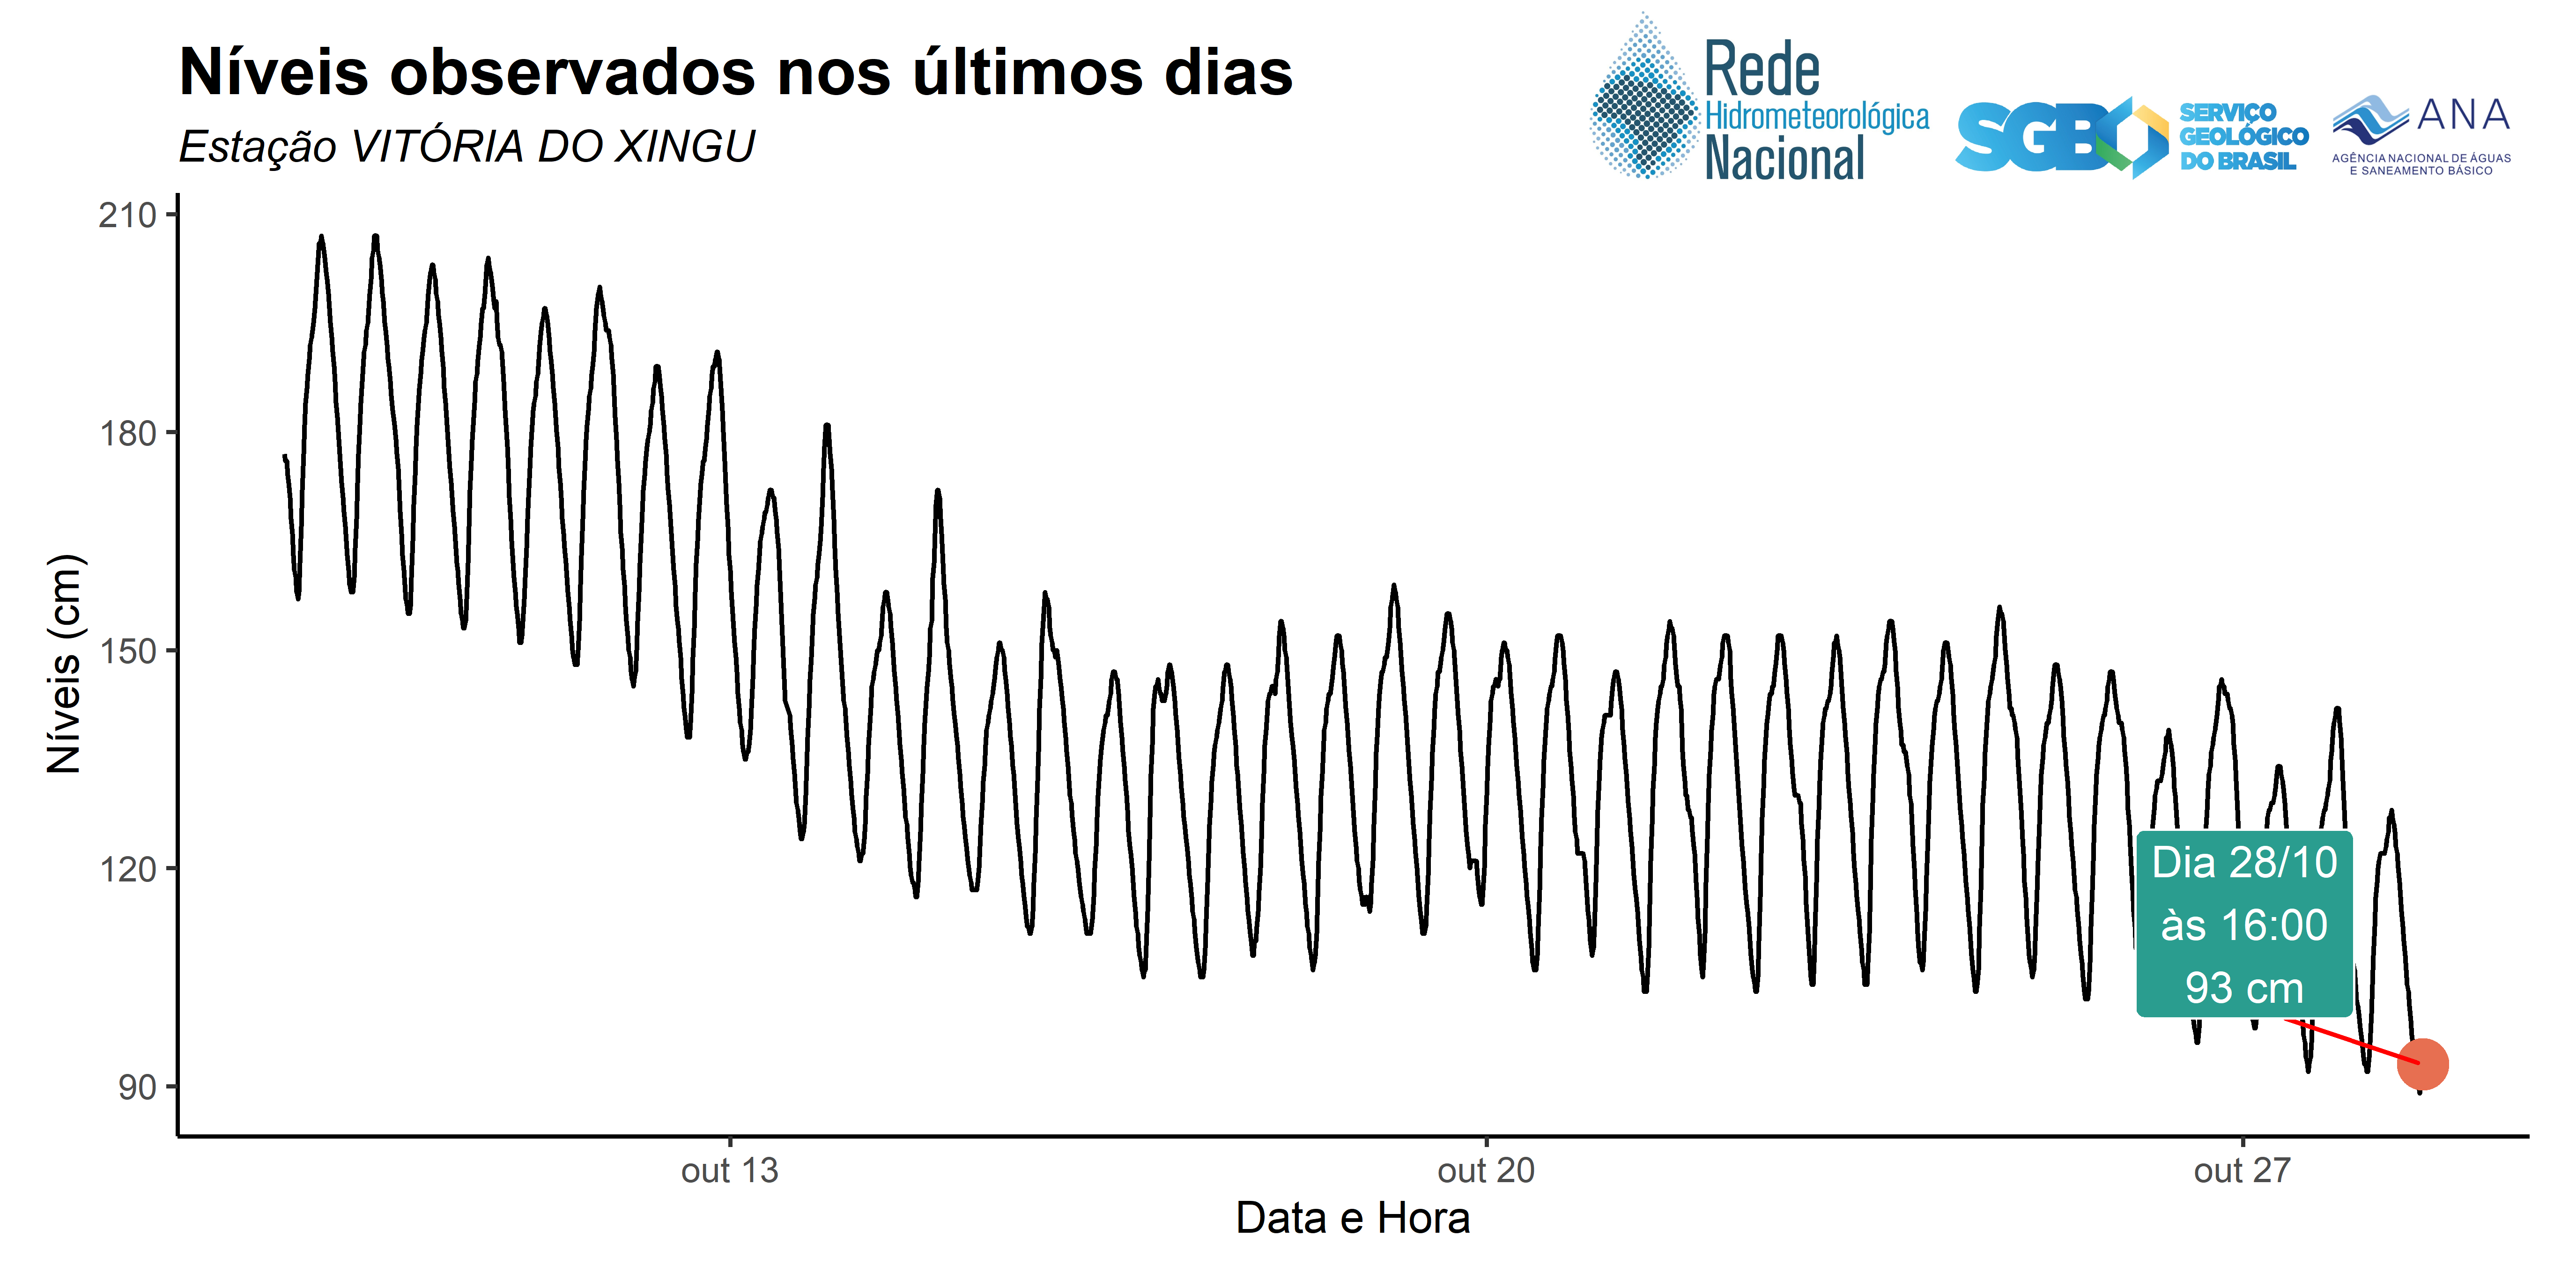 Níveis observados nos últimos dias
Estação VITÓRIA DO XINGU
Rede
Hidrometeorológica
Nacional
SGB
SERVIÇO
GEOLÓGICO
DO BRASIL
ANA
AGÊNCIA NACIONAL DE ÁGUAS
E SANEAMENTO BÁSICO
Níveis (cm)
210
180
150
120
90
Dia 28/10
às 16:00
93 cm
out 13
out 20
out 27
Data e Hora